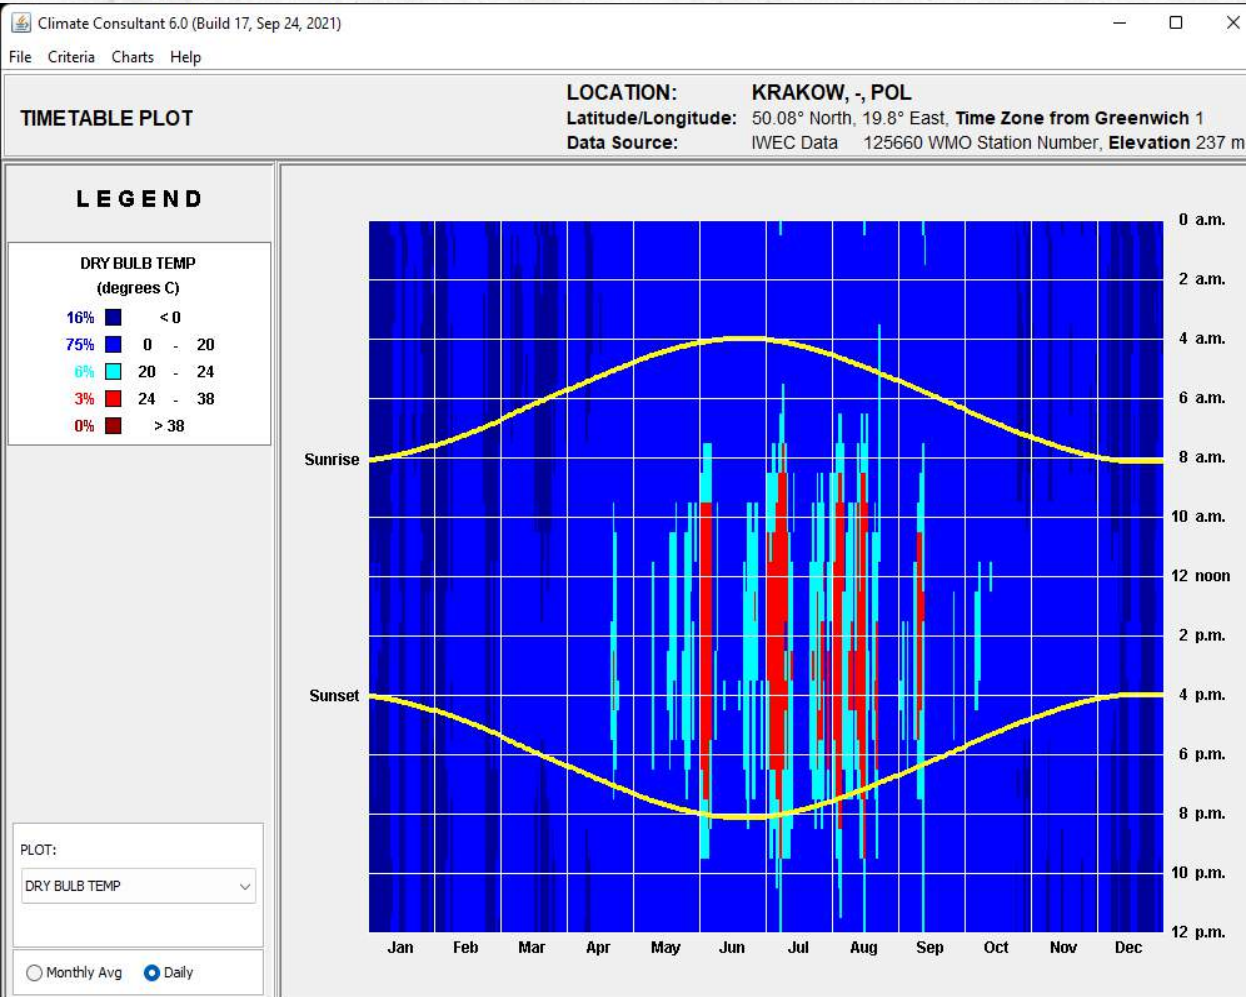 Climate Consultant 6.0 (Build 17, Sep 24, 2021)
File Criteria Charts Help
TIMETABLE PLOT
LOCATION: KRAKOW, -, POL
Latitude/Longitude: 50.08° North, 19.8° East, Time Zone from Greenwich 1
Data Source: IWEC Data 125660 WMO Station Number, Elevation 237 m
LEGEND
DRY BULB TEMP
(degrees C)
16% < 0
75% 0 - 20
6% 20 - 24
3% 24 - 38
0% > 38
PLOT:
DRY BULB TEMP
Monthly Avg Daily
Sunrise
Sunset
0 a.m.
2 a.m.
4 a.m.
6 a.m.
8 a.m.
10 a.m.
12 noon
2 p.m.
4 p.m.
6 p.m.
8 p.m.
10 p.m.
12 p.m.
Jan Feb Mar Apr May Jun Jul Aug Sep Oct Nov Dec